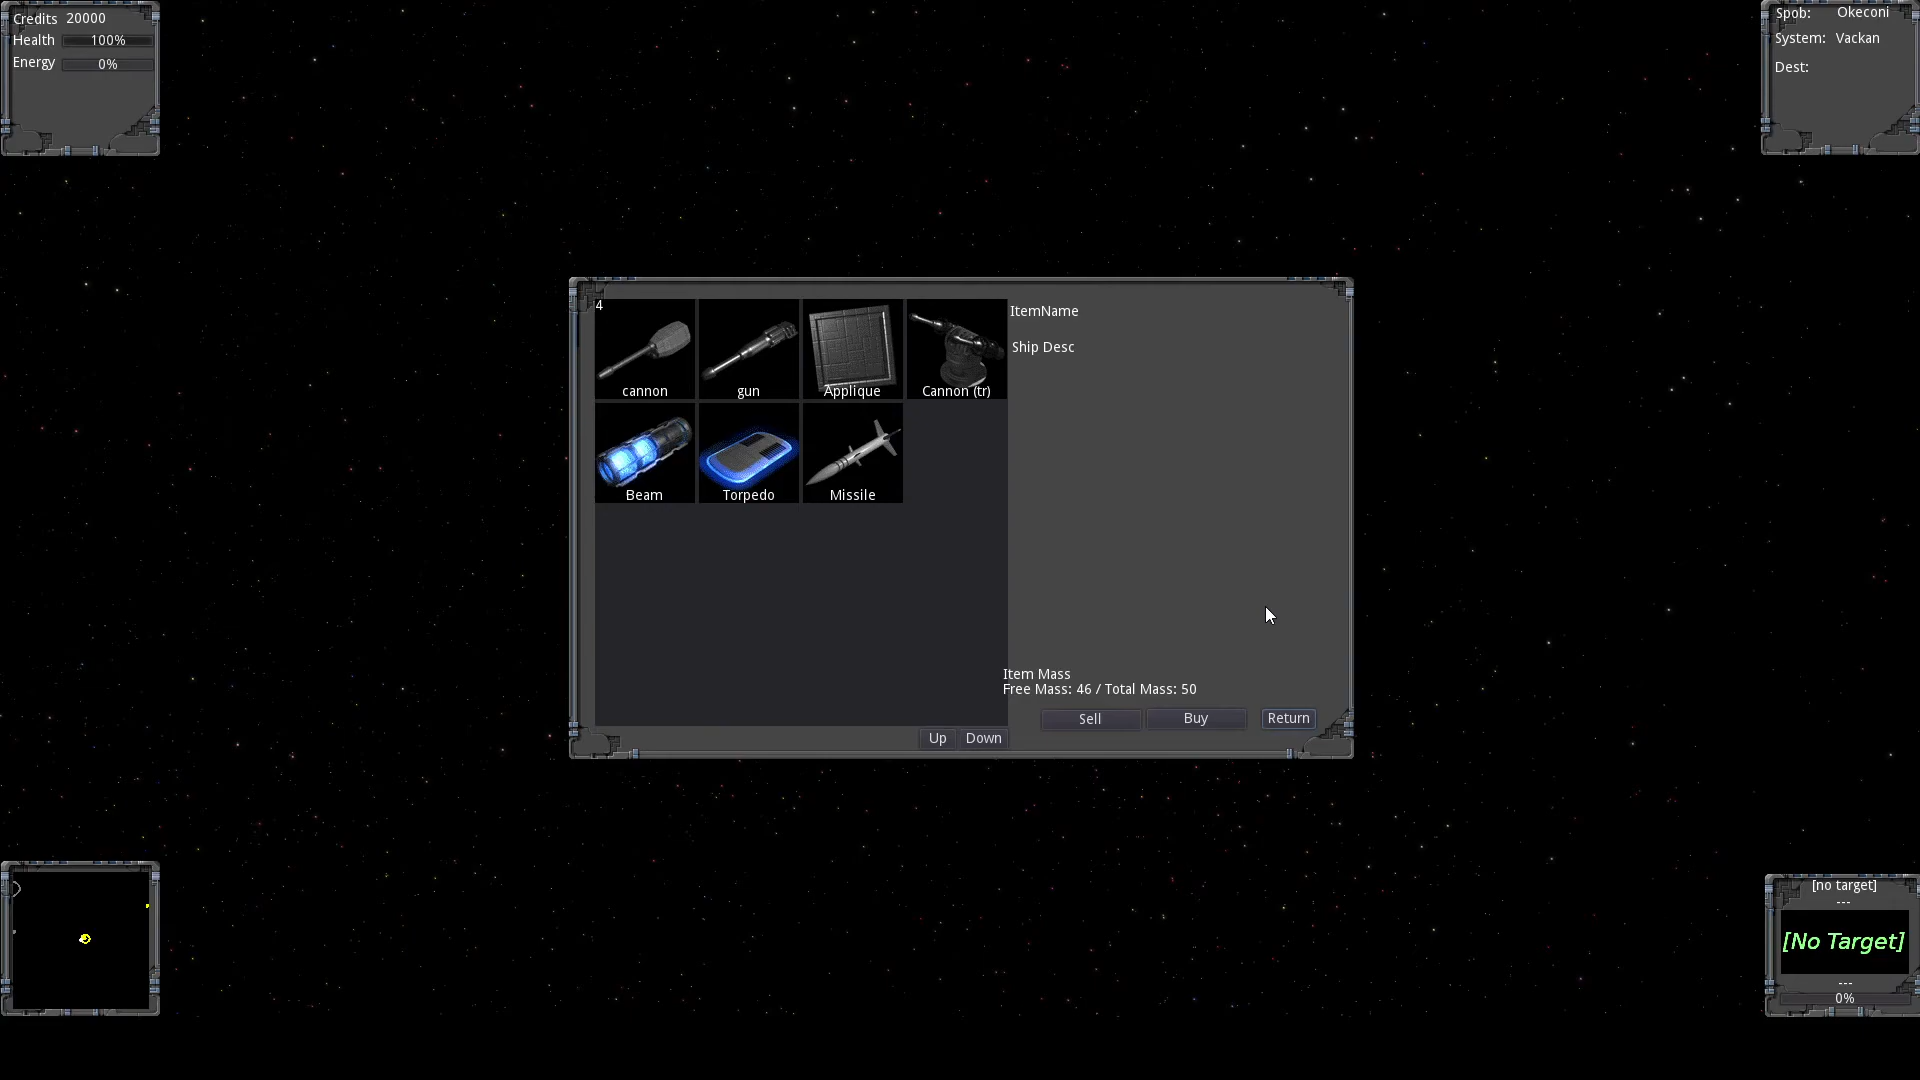 Credits 20000
Health 100%
Energy 0%
Spob: Okeconi
System: Vackan
Dest:
4
cannon
gun
Applique
Cannon (tr)
Beam
Torpedo
Missile
ItemName
Ship Desc
Item Mass
Free Mass: 46 / Total Mass: 50
Sell
Buy
Return
Up
Down
[no target]
---
[No Target]
---
0%